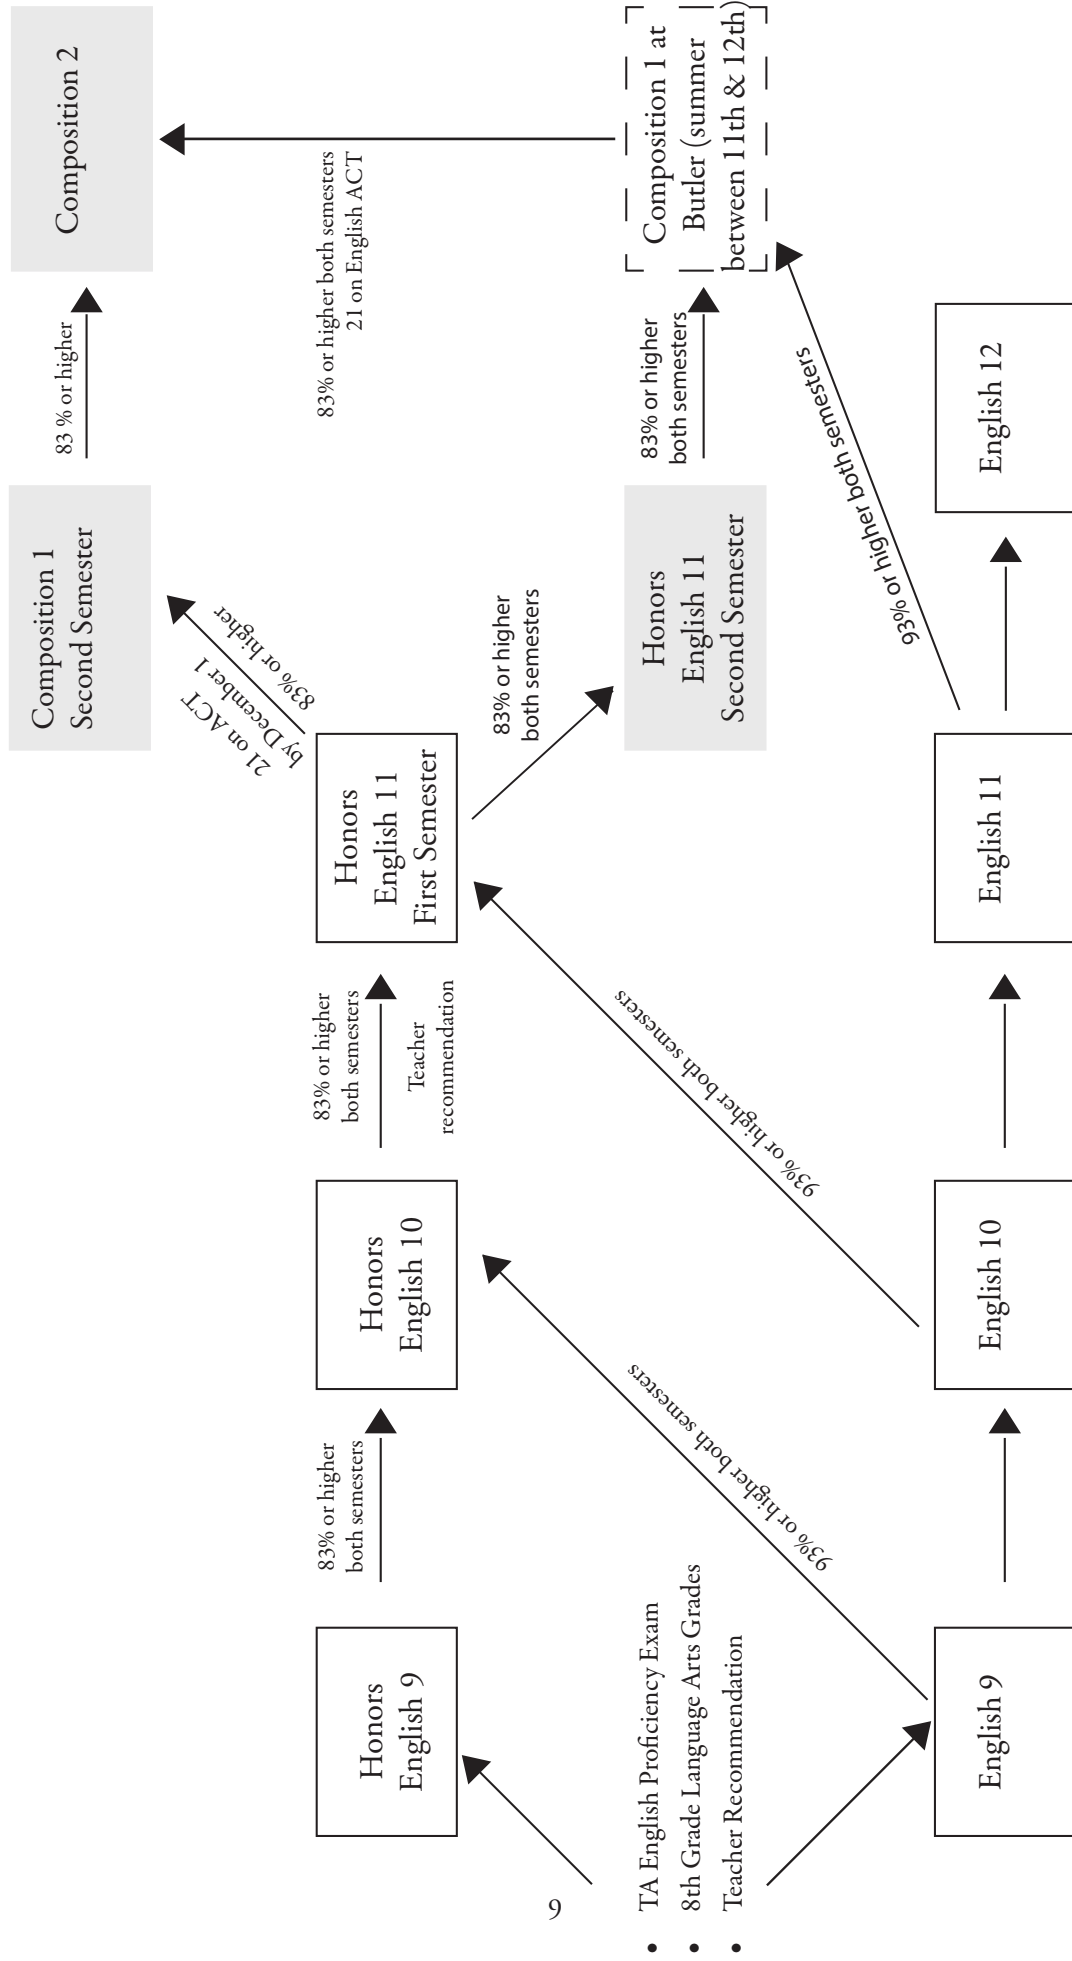 9
• TA English Proficiency Exam
• 8th Grade Language Arts Grades
• Teacher Recommendation
Honors
English 9
83% or higher
both semesters
Honors
English 10
83% or higher
both semesters
Teacher
recommendation
Honors
English 11
First Semester
21 on ACT
by December 1
83% or higher
Composition 1
Second Semester
83 % or higher
Composition 2
83% or higher
both semesters
Honors
English 11
Second Semester
83% or higher
both semesters
Composition 1 at
Butler (summer
between 11th & 12th)
83% or higher both semesters
21 on English ACT
English 9
93% or higher both semesters
English 10
93% or higher both semesters
English 11
93% or higher both semesters
English 12